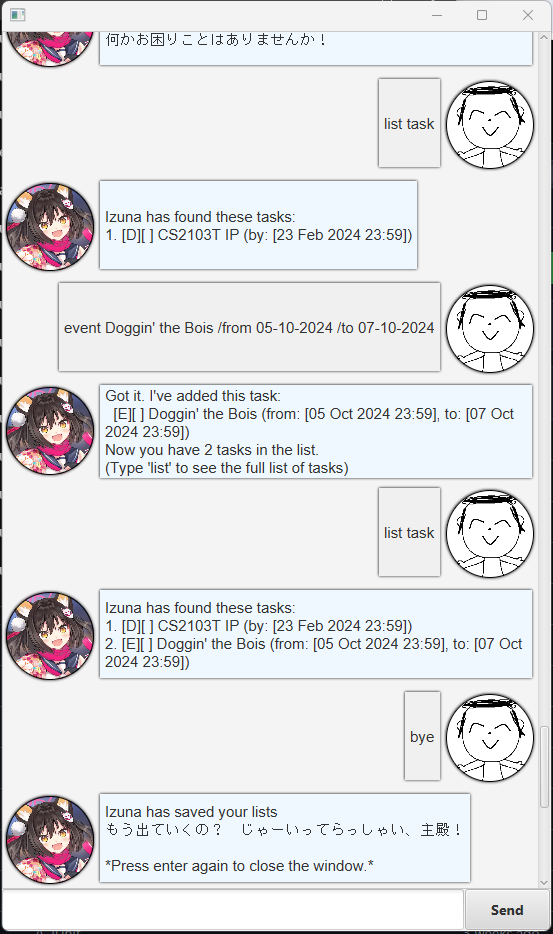 何かお困りことはありませんか！
list task
Izuna has found these tasks:
1. [D][ ] CS2103T IP (by: [23 Feb 2024 23:59])
event Doggin' the Bois /from 05-10-2024 /to 07-10-2024
Got it. I've added this task:
[E][ ] Doggin' the Bois (from: [05 Oct 2024 23:59], to: [07 Oct
2024 23:59])
Now you have 2 tasks in the list.
(Type 'list' to see the full list of tasks)
list task
Izuna has found these tasks:
1. [D][ ] CS2103T IP (by: [23 Feb 2024 23:59])
2. [E][ ] Doggin' the Bois (from: [05 Oct 2024 23:59], to: [07 Oct
2024 23:59])
bye
Izuna has saved your lists
もう出ていくの？　じゃーいってらっしゃい、主殿！
*Press enter again to close the window.*
Send